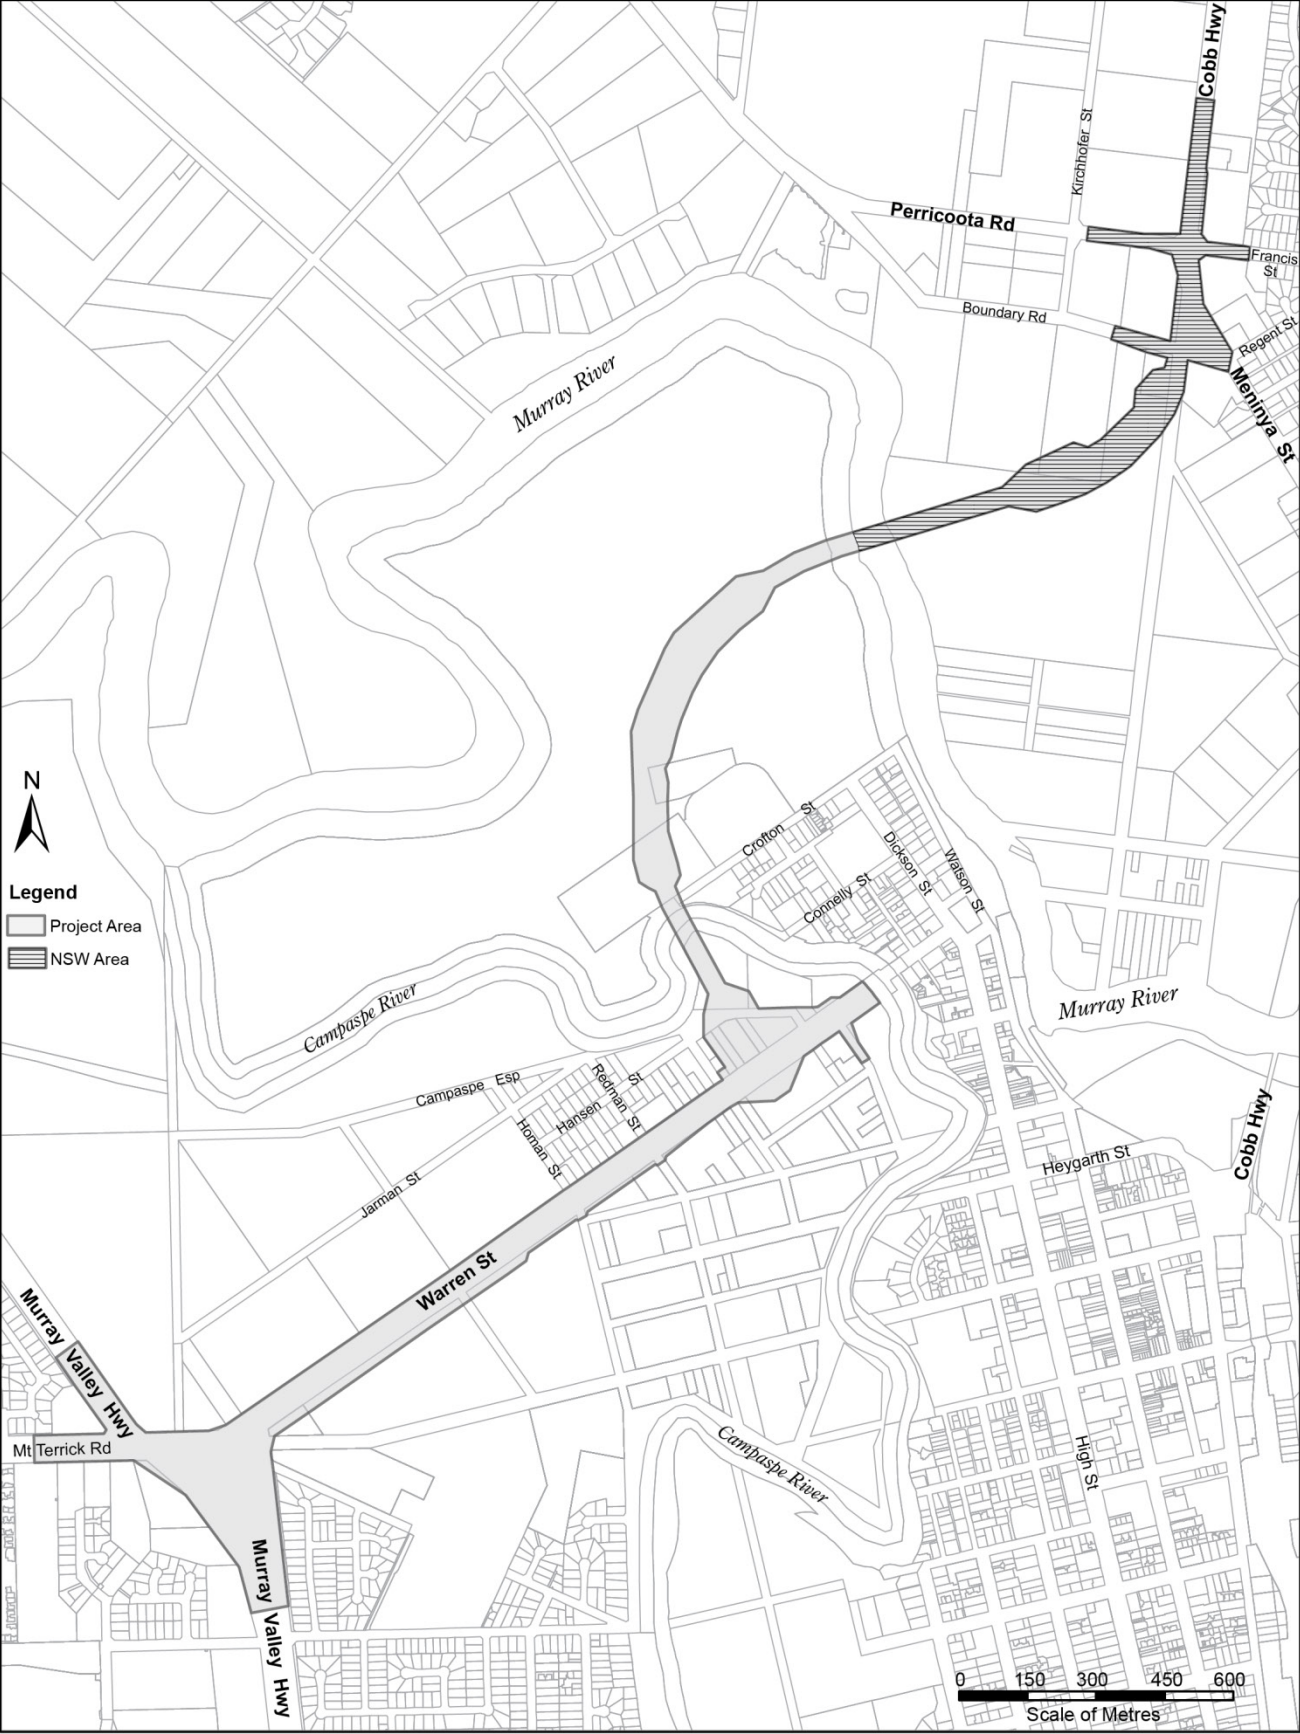 Cobb Hwy
Kirchhofer St
Perricoota Rd
Francis
St
Boundary Rd
Regent St
Meninya St
Murray River
N
Legend
Project Area
NSW Area
Crofton St
Dickson St
Watson St
Connelly St
Campaspe River
Murray River
Campaspe Esp
Redman St
Hansen St
Homan St
Jarman St
Heygarth St
Cobb Hwy
Warren St
Murray Valley Hwy
Mt Terrick Rd
Campaspe River
High St
Murray Valley Hwy
0 150 300 450 600
Scale of Metres